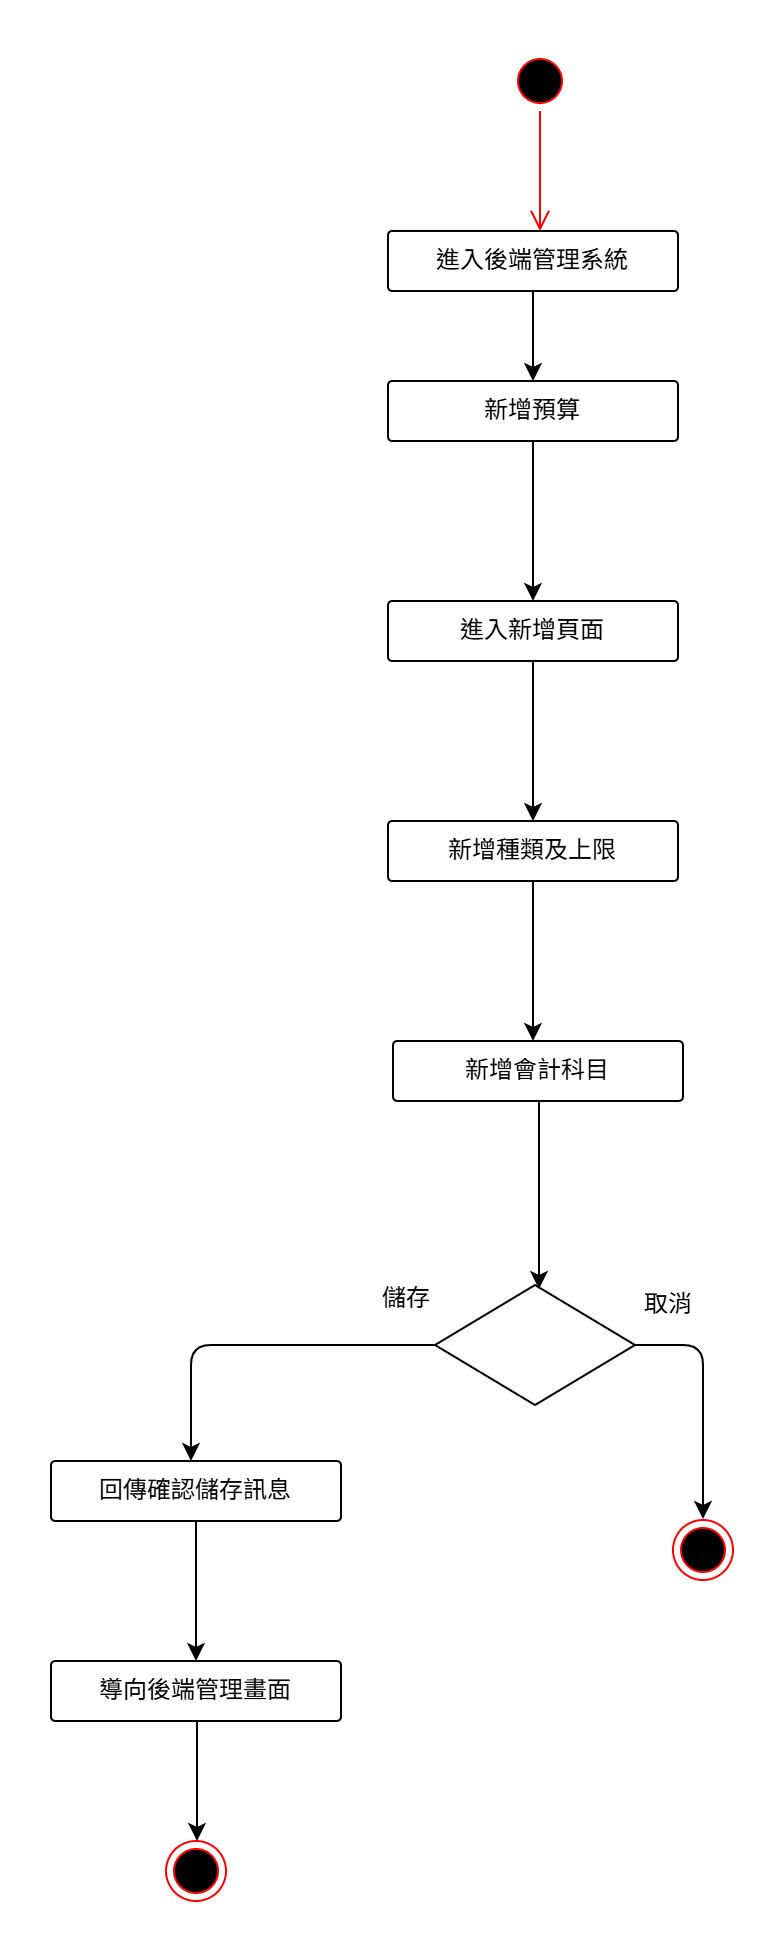 進入後端管理系統
新增預算
進入新增頁面
新增種類及上限
新增會計科目
儲存
取消
回傳確認儲存訊息
導向後端管理畫面